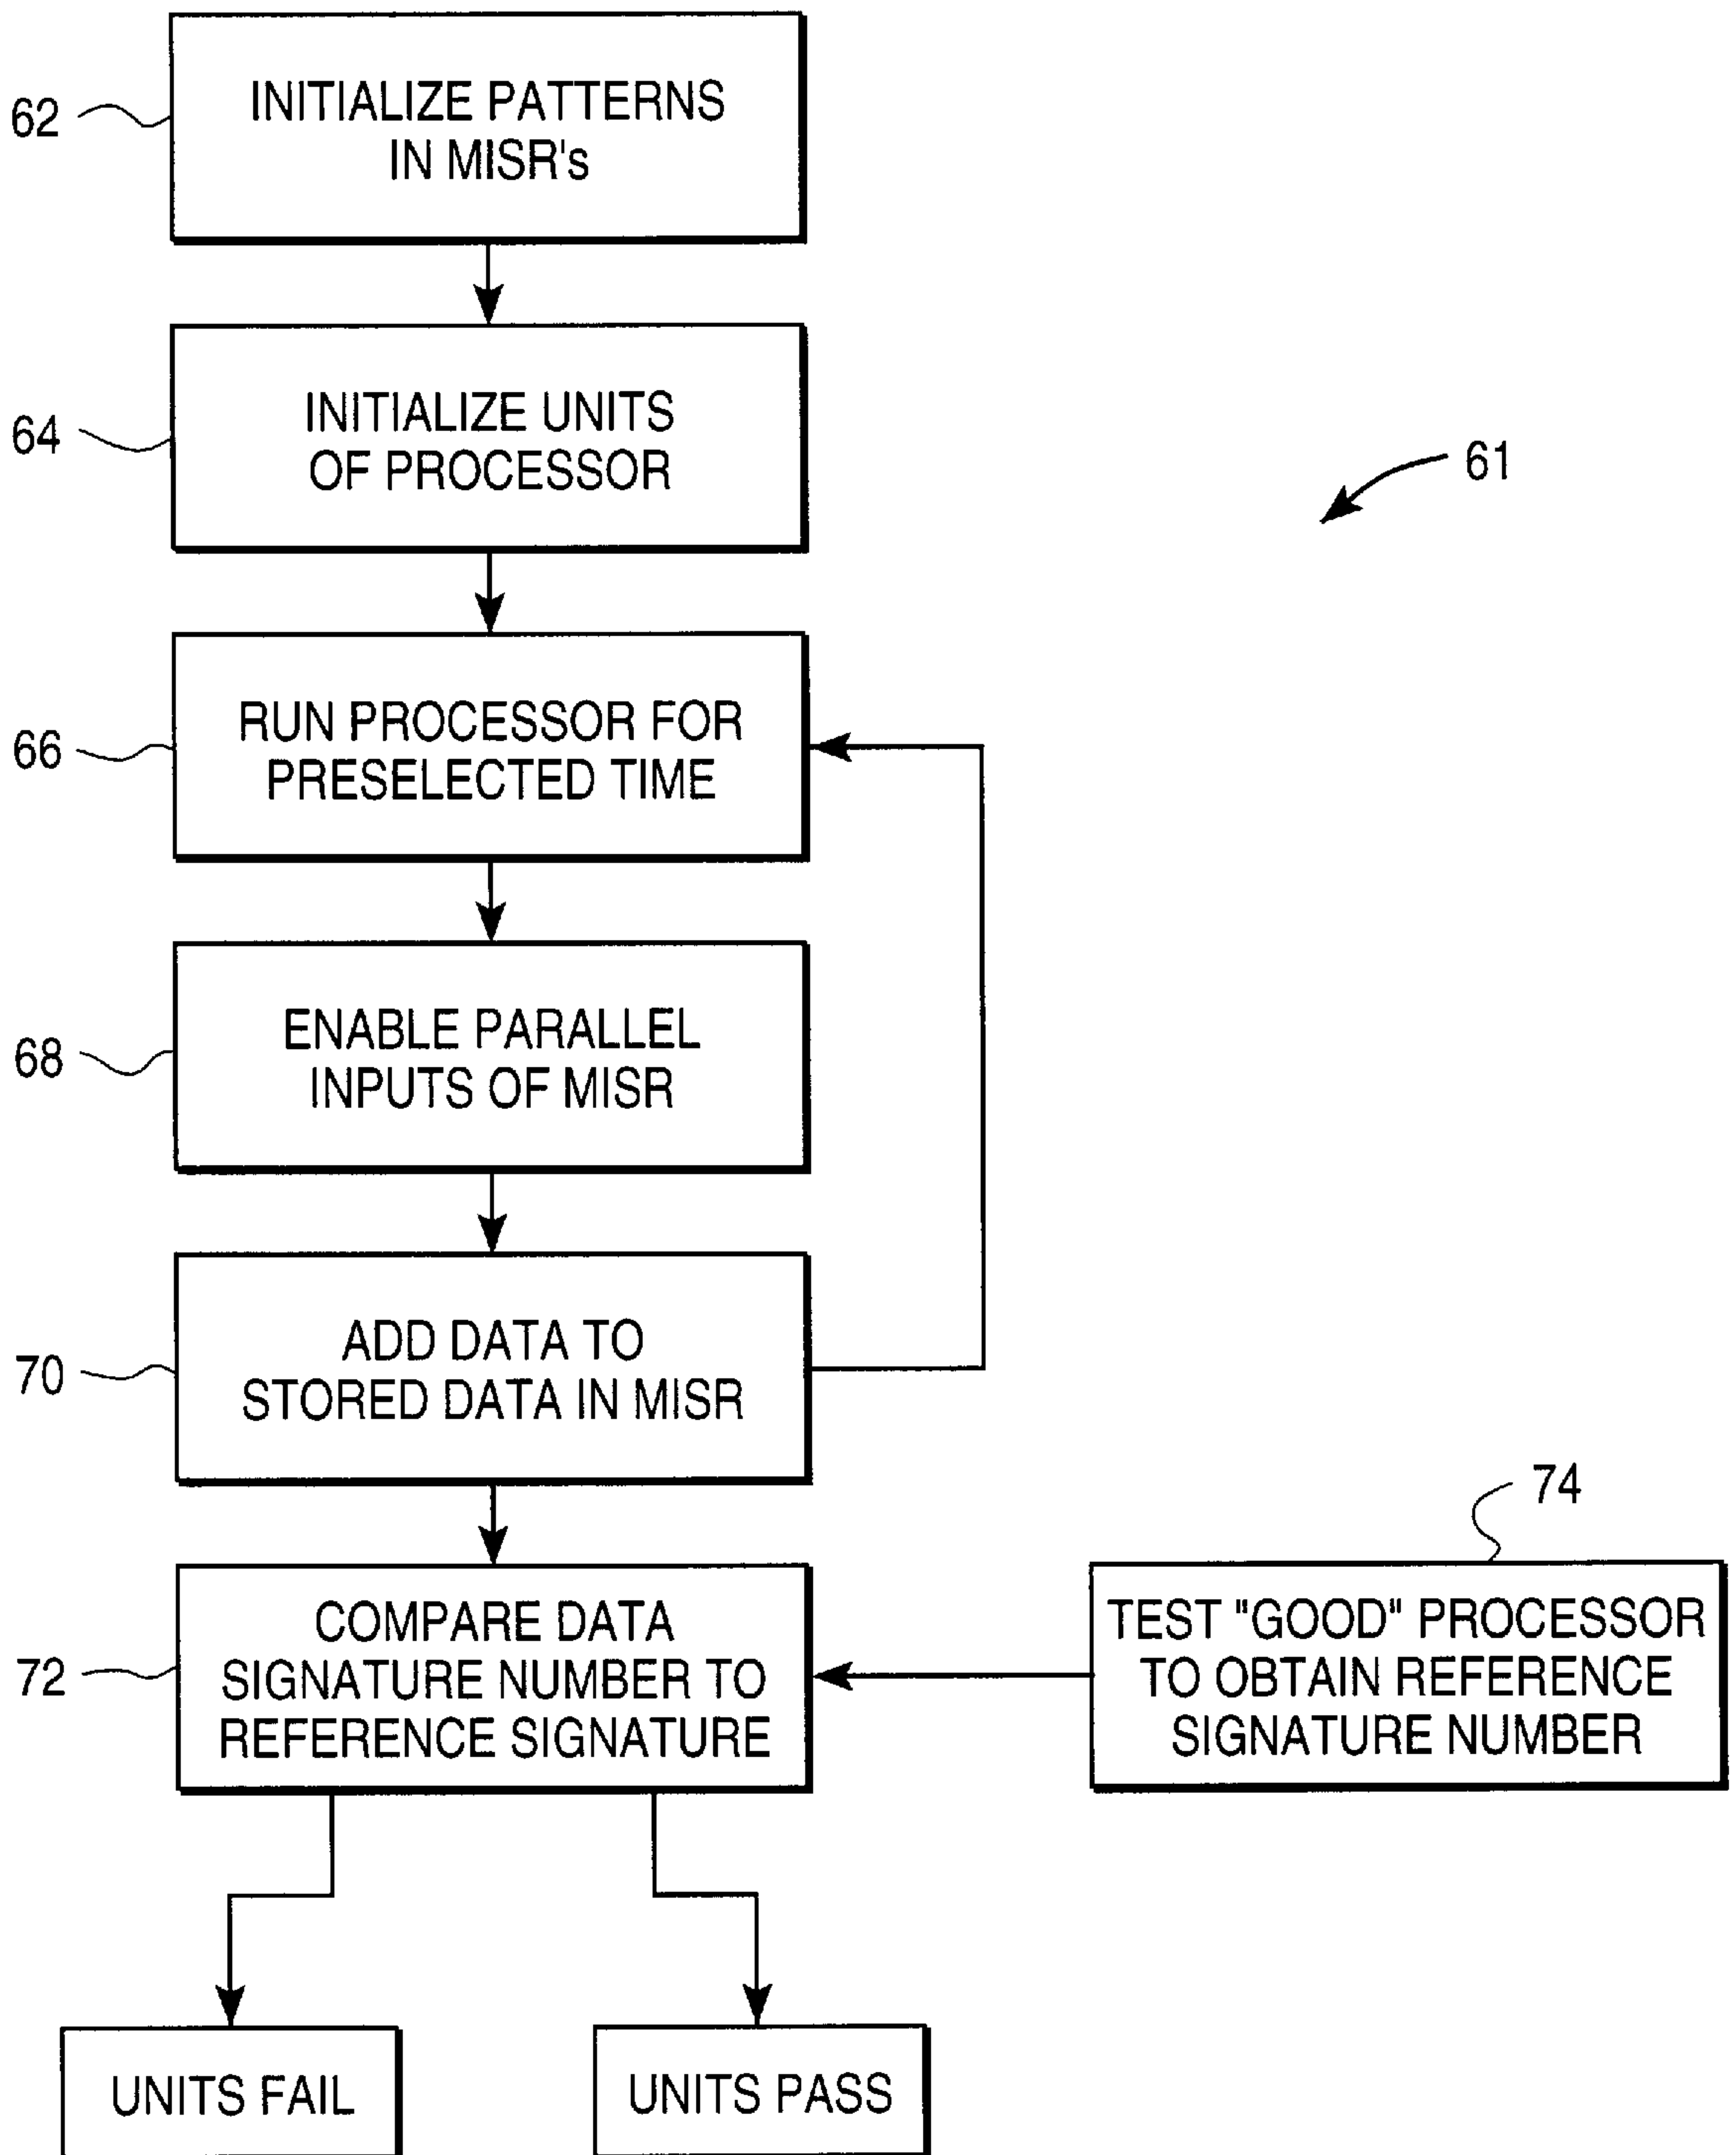 62
INITIALIZE PATTERNS
IN MISR's
64
INITIALIZE UNITS
OF PROCESSOR
61
66
RUN PROCESSOR FOR
PRESELECTED TIME
68
ENABLE PARALLEL
INPUTS OF MISR
70
ADD DATA TO
STORED DATA IN MISR
72
COMPARE DATA
SIGNATURE NUMBER TO
REFERENCE SIGNATURE
74
TEST "GOOD" PROCESSOR
TO OBTAIN REFERENCE
SIGNATURE NUMBER
UNITS FAIL
UNITS PASS